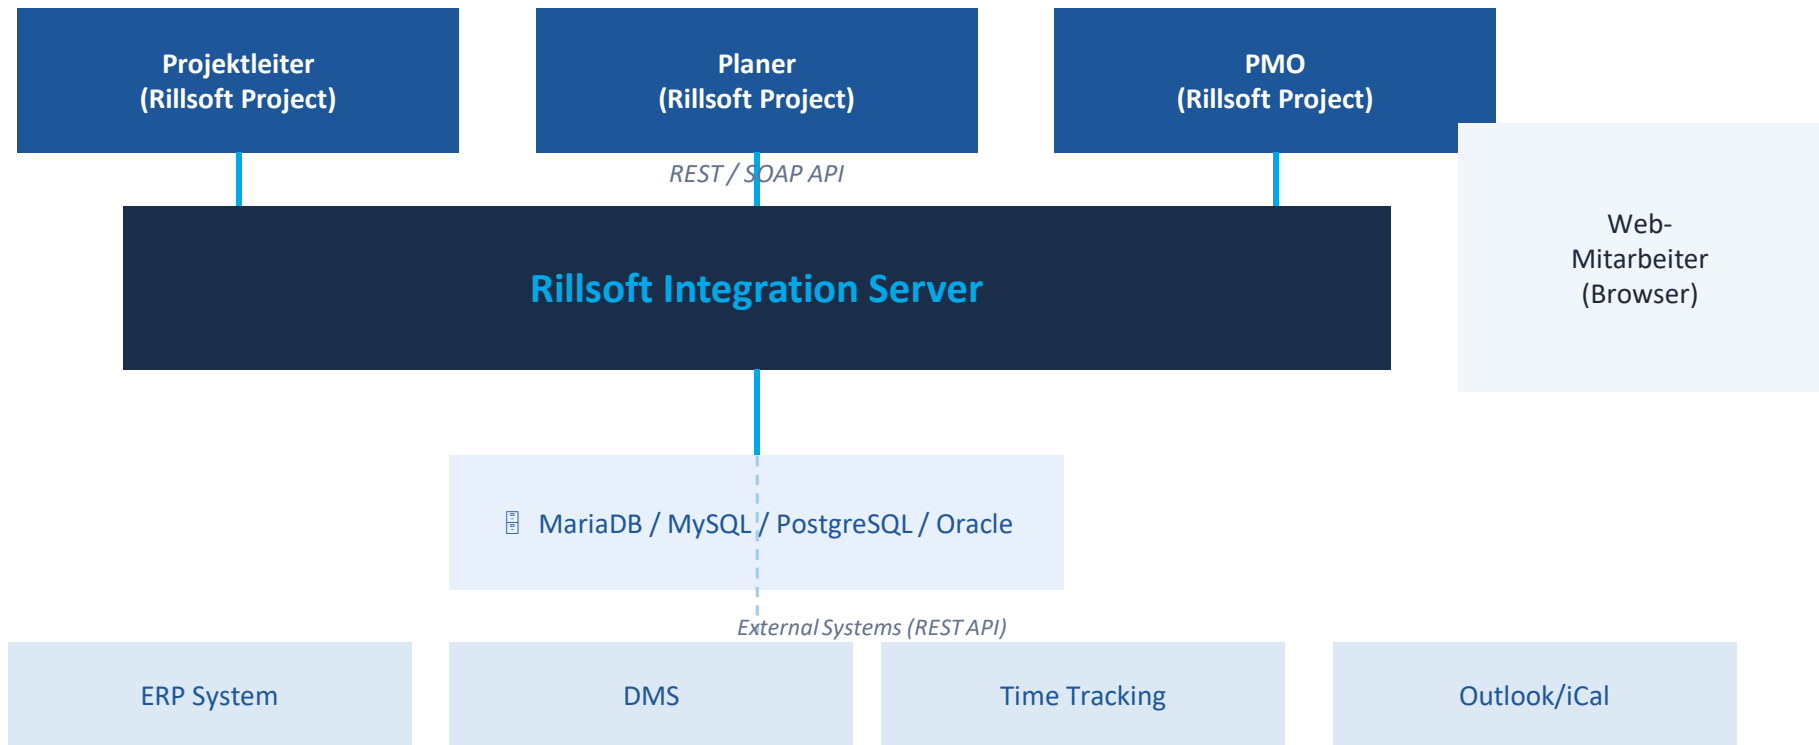 Projektleiter
(Rillsoft Project)
Planer
(Rillsoft Project)
PMO
(Rillsoft Project)
REST / SOAP API
Rillsoft Integration Server
Web-
Mitarbeiter
(Browser)
MariaDB / MySQL / PostgreSQL / Oracle
External Systems (REST API)
ERP System
DMS
Time Tracking
Outlook/iCal